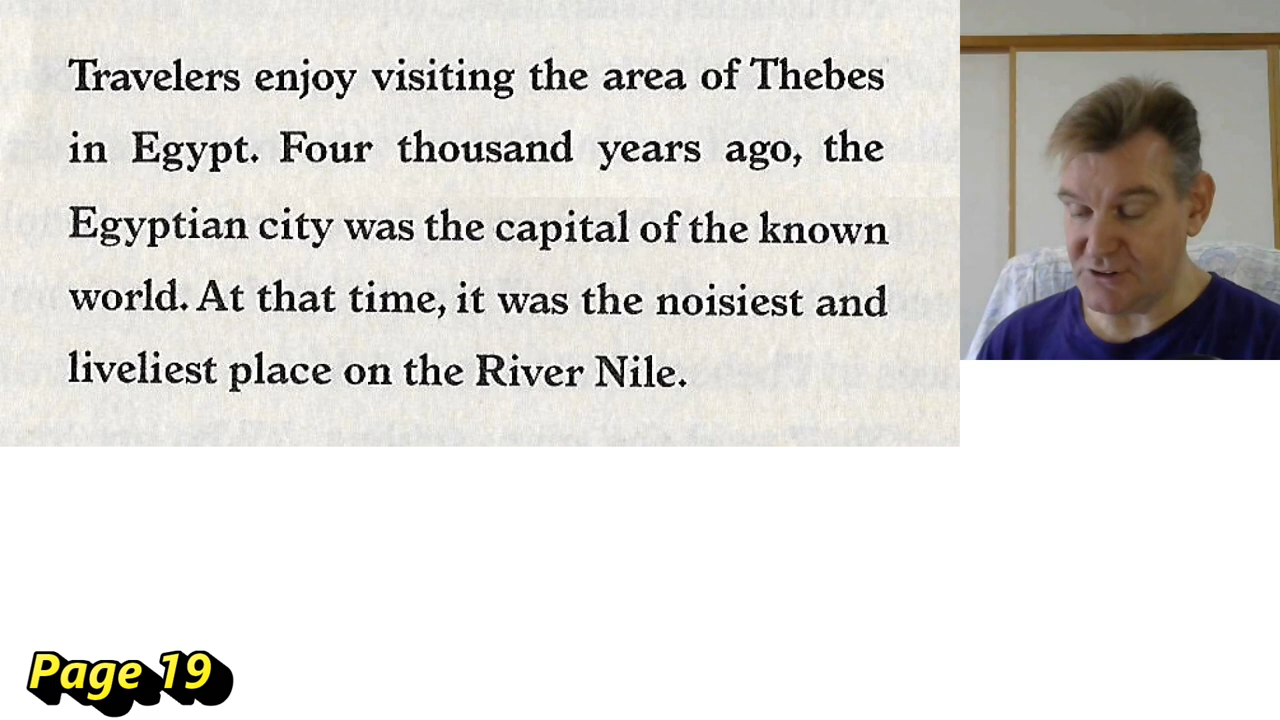 Travelers enjoy visiting the area of Thebes
in Egypt. Four thousand years ago, the
Egyptian city was the capital of the known
world. At that time, it was the noisiest and
liveliest place on the River Nile.
Page 19